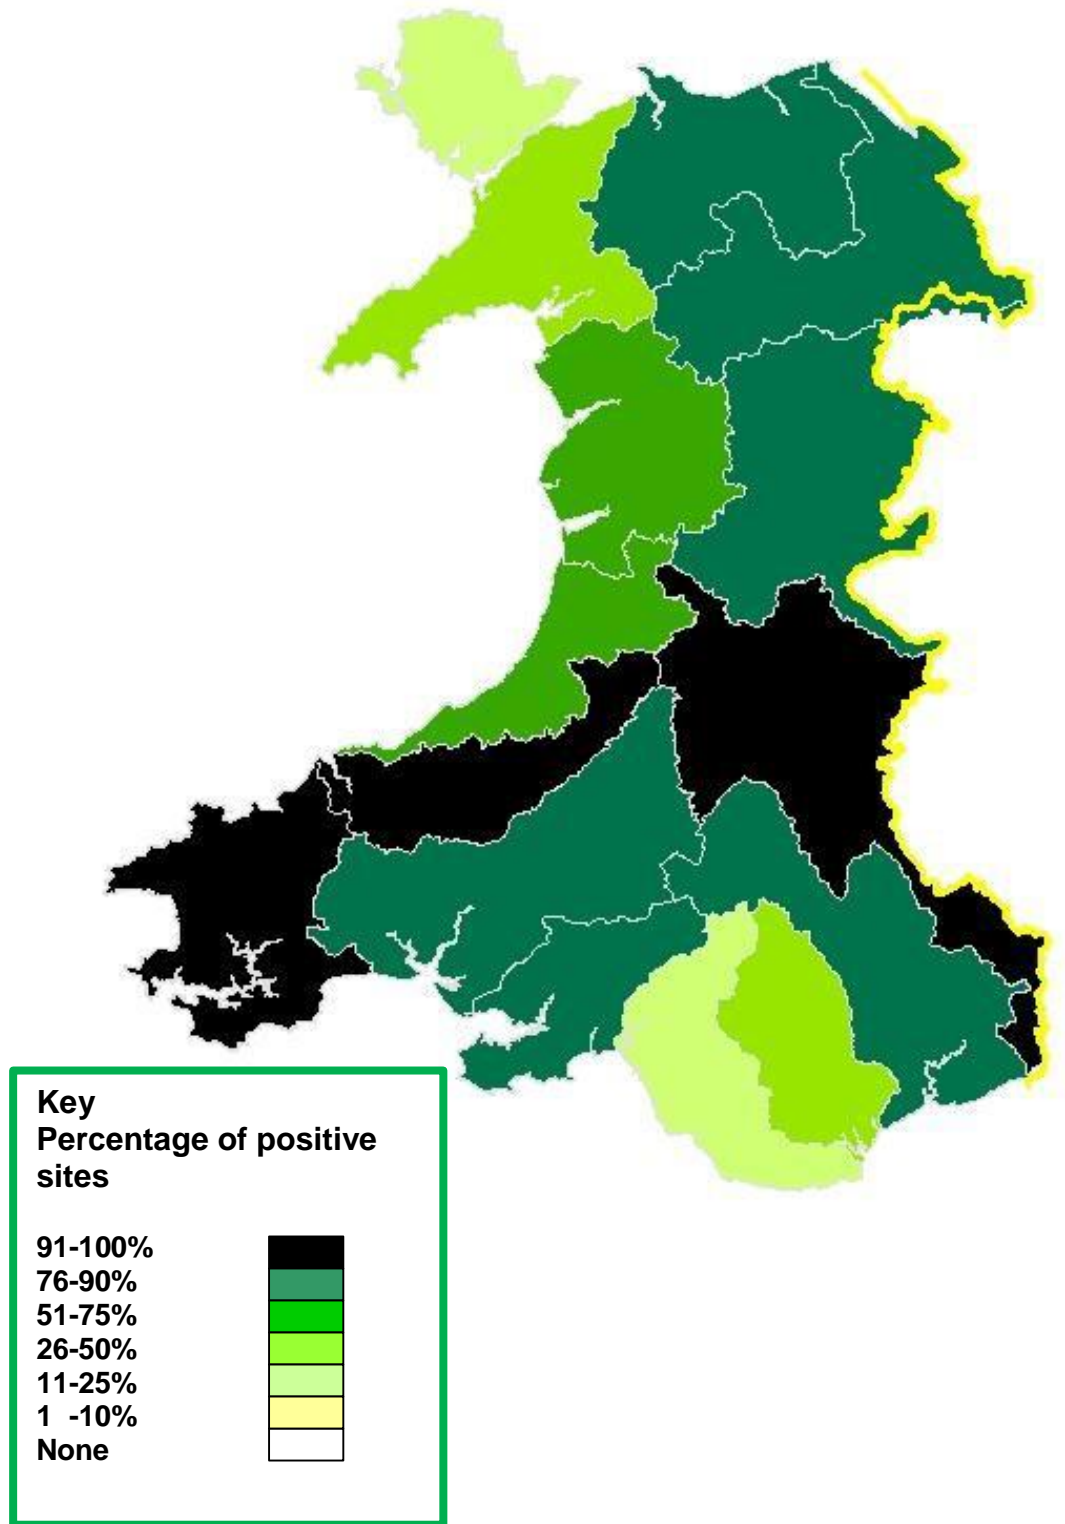 Key
Percentage of positive
sites
91-100%
76-90%
51-75%
26-50%
11-25%
1 -10%
None